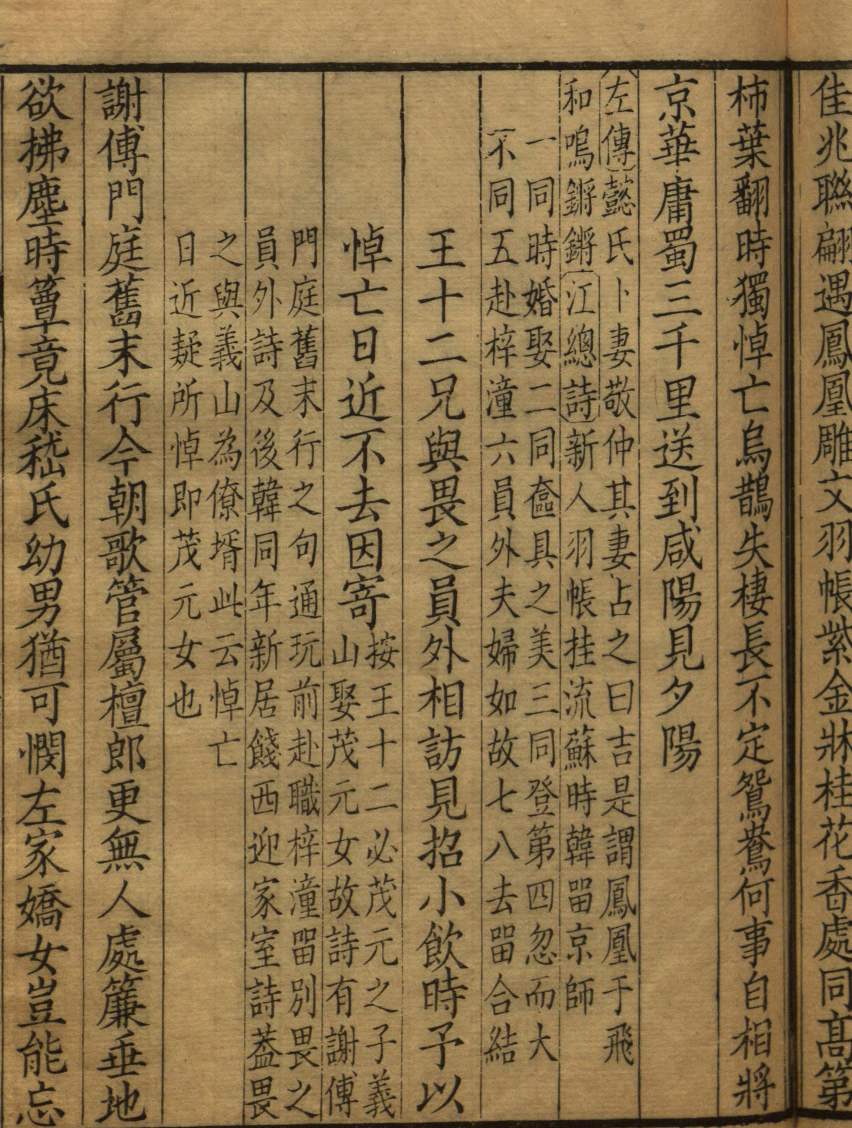 佳兆聯翩遇鳳凰雕文羽帳紫金牀桂花香處同高第
柿葉翻時獨悼亡烏鵲失棲長不定鴛鴦何事自相將
京華庸蜀三千里送到咸陽見夕陽
左傳懿氏卜妻敬仲其妻占之曰吉是謂鳳凰于飛
和鳴鏘鏘江總詩新人羽帳挂流蘇時韓畱京師
一同時婚娶二同奩具之美三同登第四忽而大
不同五赴梓潼六員外夫婦如故七八去畱合結
王十二兄與畏之員外相訪見招小飲時予以
悼亡日近不去因寄
按王十二必茂元之子義
山娶茂元女故詩有謝傅
門庭舊末行之句通玩前赴職梓潼畱別畏之
員外詩及後韓同年新居餞西迎家室詩葢畏
之與義山為僚壻此云悼亡
日近疑所悼即茂元女也
謝傅門庭舊末行今朝歌管屬檀郎更無人處簾垂地
欲拂塵時簟竟床嵇氏幼男猶可憫左家嬌女豈能忘